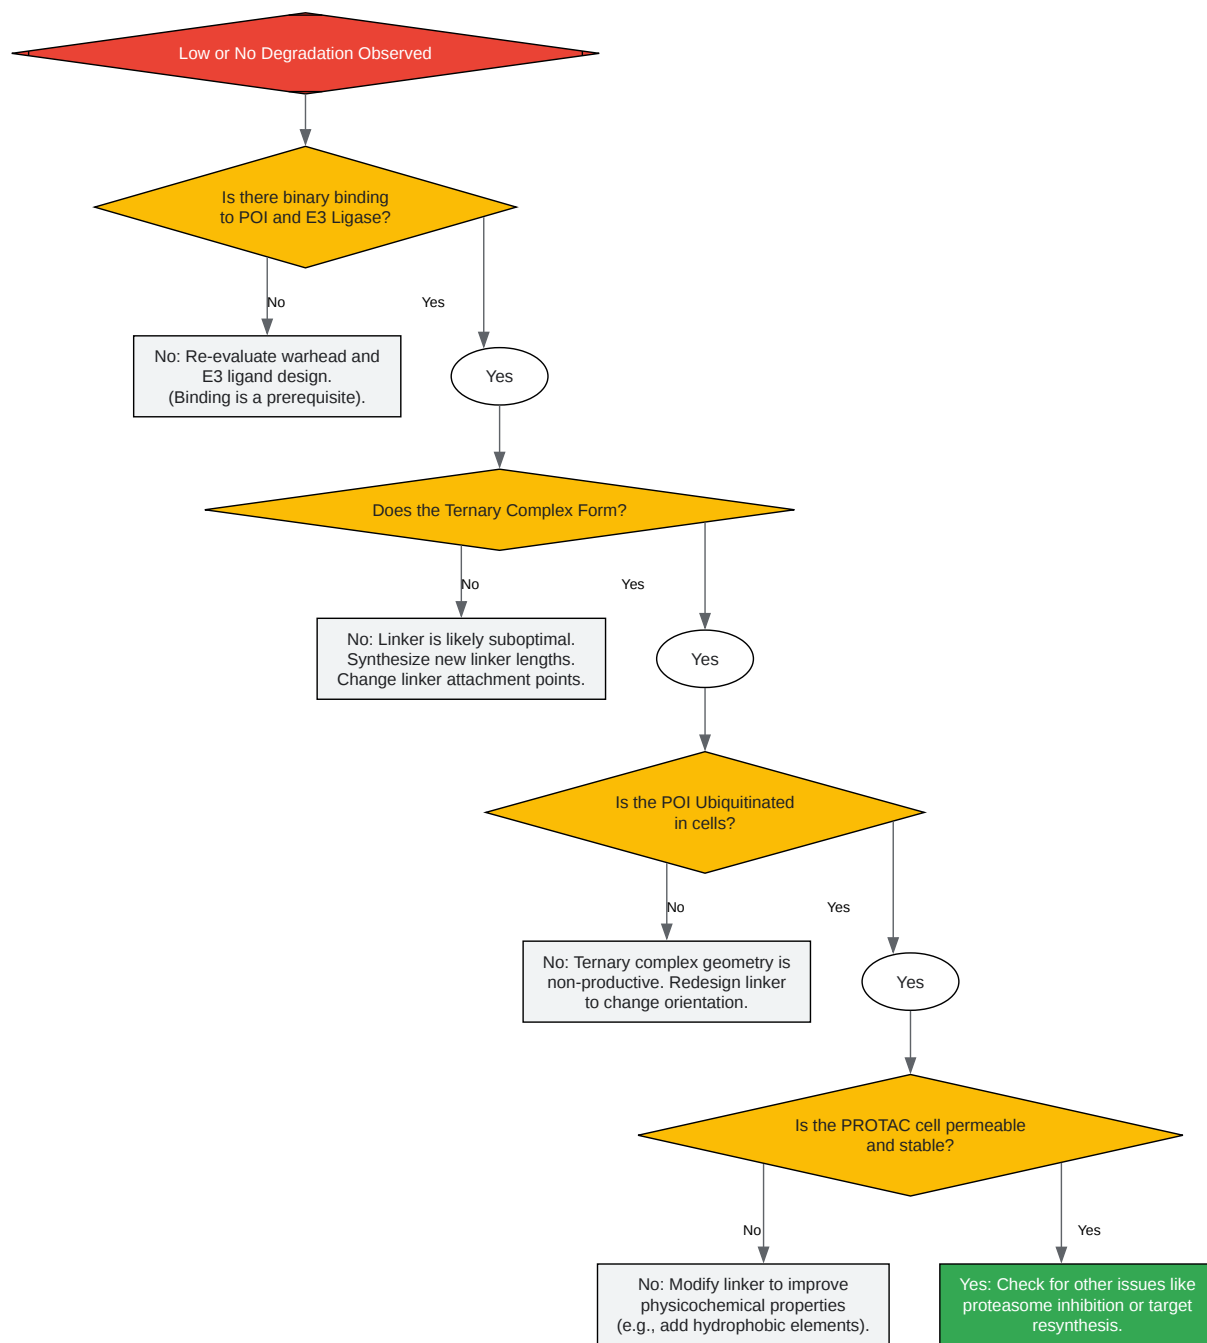 Low or No Degradation Observed
Is there binary binding
to POI and E3 Ligase?
No
Yes
No: Re-evaluate warhead and
E3 ligand design.
(Binding is a prerequisite).
Yes
Does the Ternary Complex Form?
No
Yes
No: Linker is likely suboptimal.
Synthesize new linker lengths.
Change linker attachment points.
Yes
Is the POI Ubiquitinated
in cells?
No
Yes
No: Ternary complex geometry is
non-productive. Redesign linker
to change orientation.
Yes
Is the PROTAC cell permeable
and stable?
No
Yes
No: Modify linker to improve
physicochemical properties
(e.g., add hydrophobic elements).
Yes: Check for other issues like
proteasome inhibition or target
resynthesis.